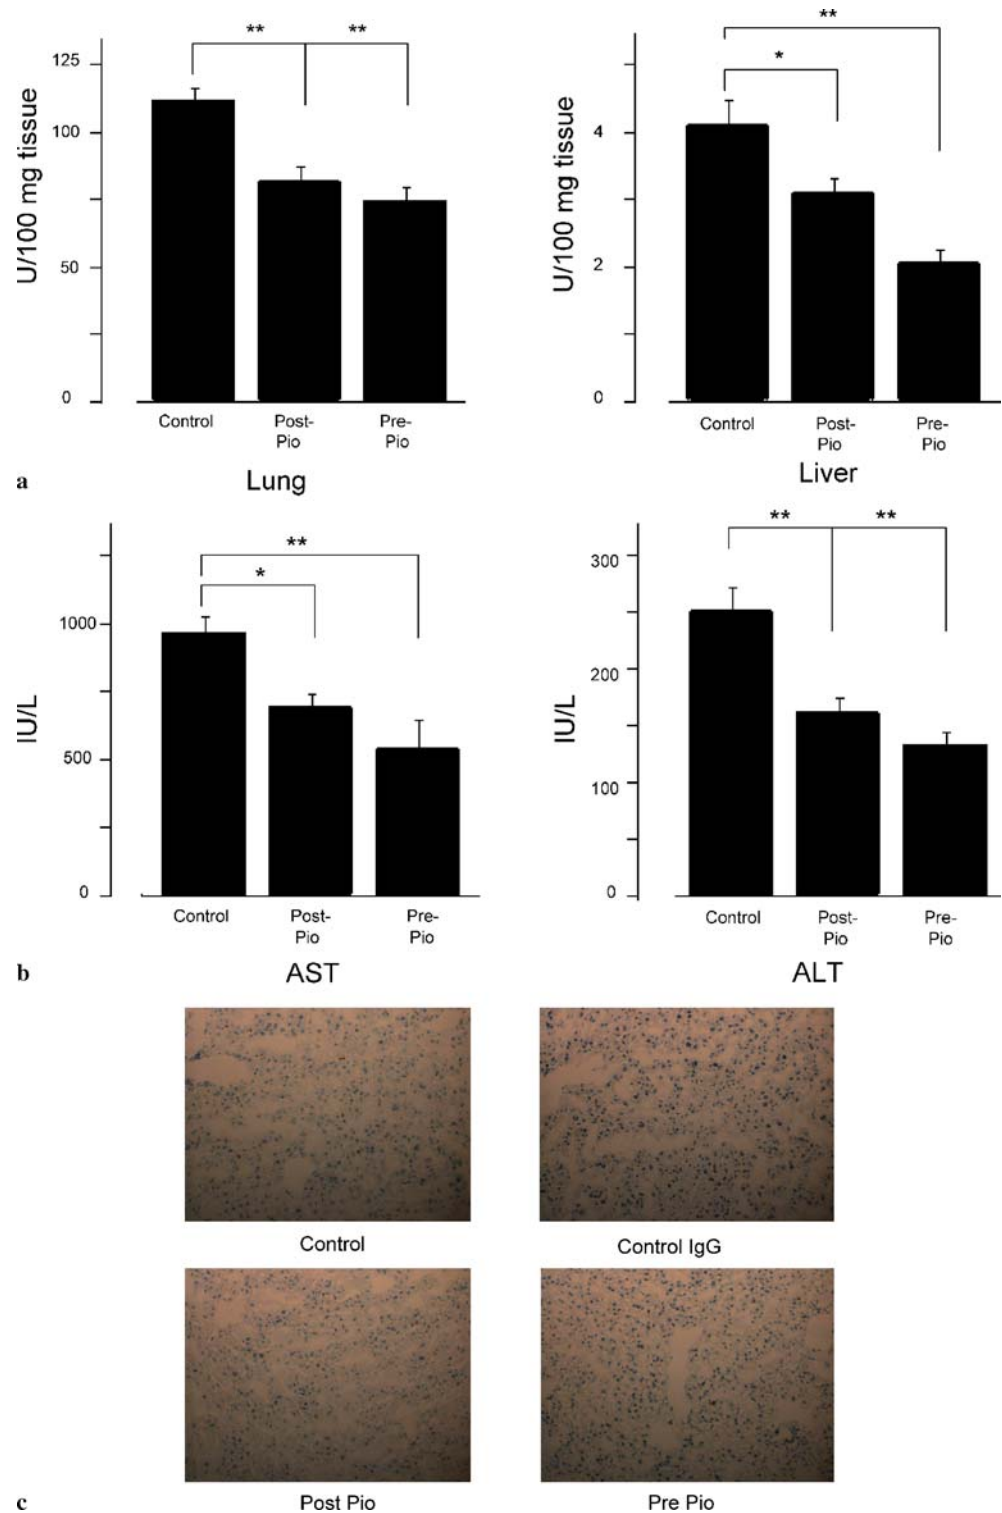 ** **
125
100
50
0
U/100 mg tissue
Control
Post-
Pio
Pre-
Pio
Lung
**
*
4
2
0
U/100 mg tissue
Control
Post-
Pio
Pre-
Pio
Liver
a
**
*
1000
500
0
IU/L
Control
Post-
Pio
Pre-
Pio
AST
** **
300
200
100
0
IU/L
Control
Post-
Pio
Pre-
Pio
ALT
b
Control
Control IgG
Post Pio
Pre Pio
c